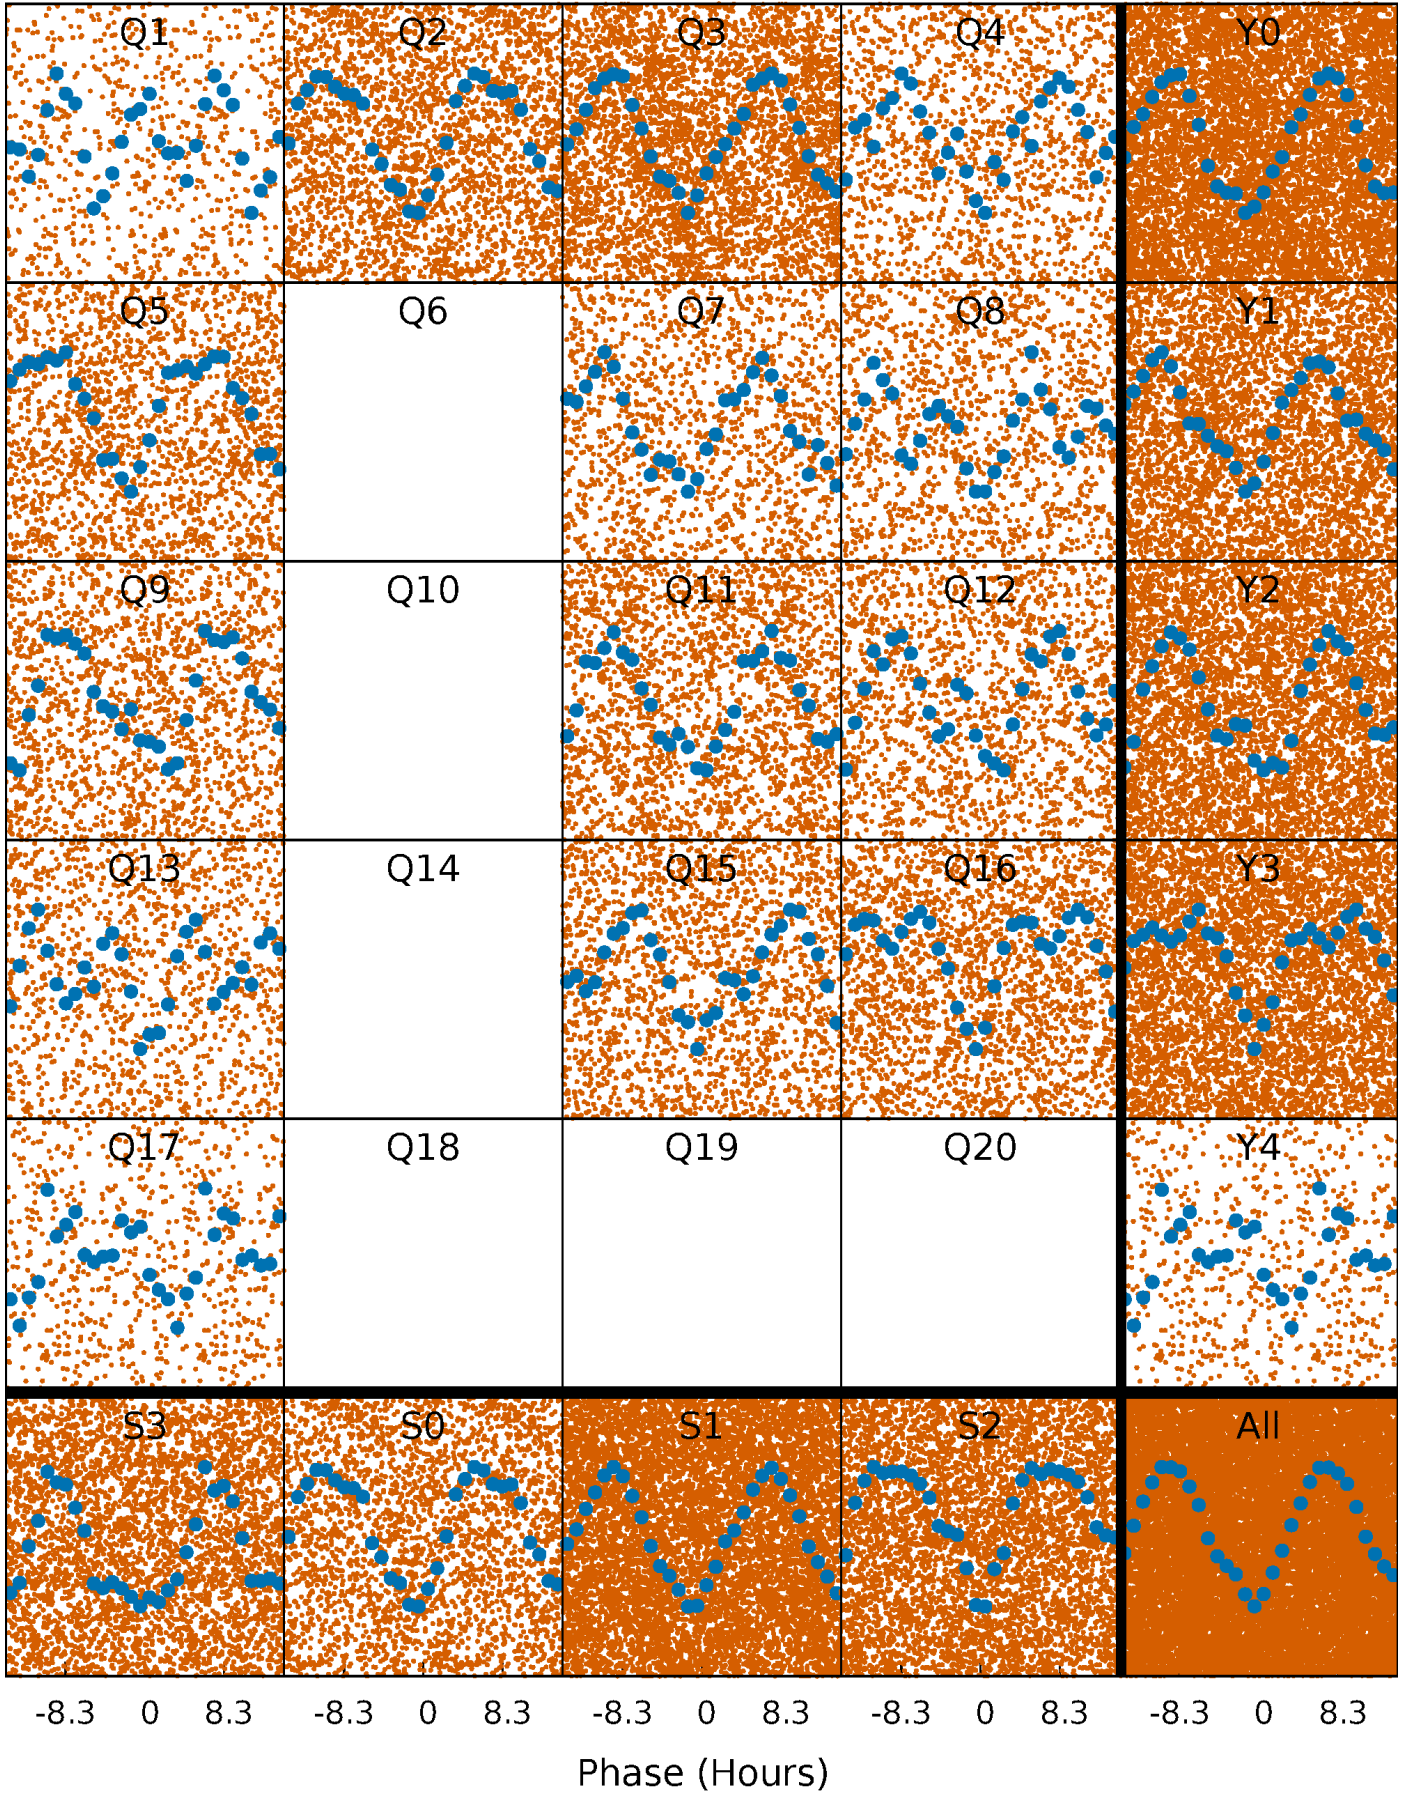 Q1 Q2 Q3 Q4 Y0
Q5 Q6 Q7 Q8 Y1
Q9 Q10 Q11 Q12 Y2
Q13 Q14 Q15 Q16 Y3
Q17 Q18 Q19 Q20 Y4
S3 S0 S1 S2 All
-8.3 0 8.3 -8.3 0 8.3 -8.3 0 8.3 -8.3 0 8.3 -8.3 0 8.3
Phase (Hours)